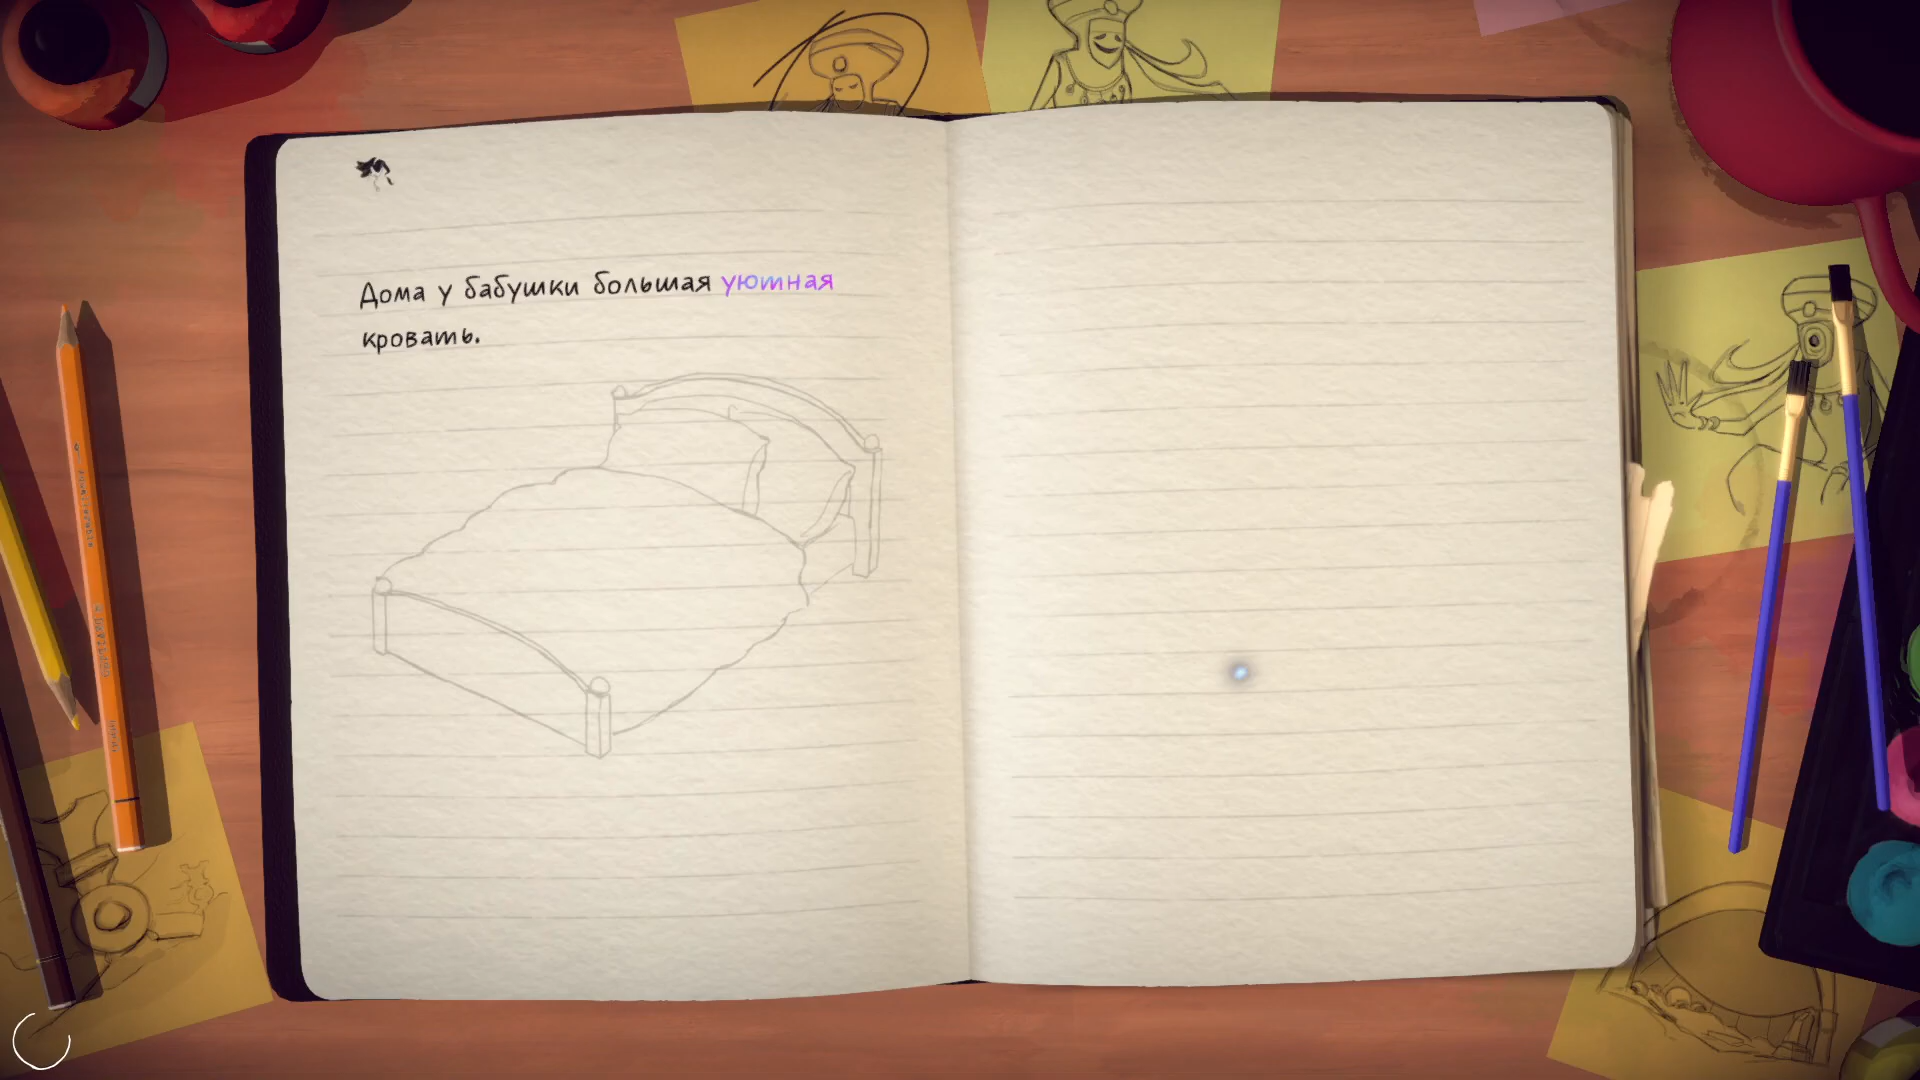 Дома у бабушки большая уютная
кровать.